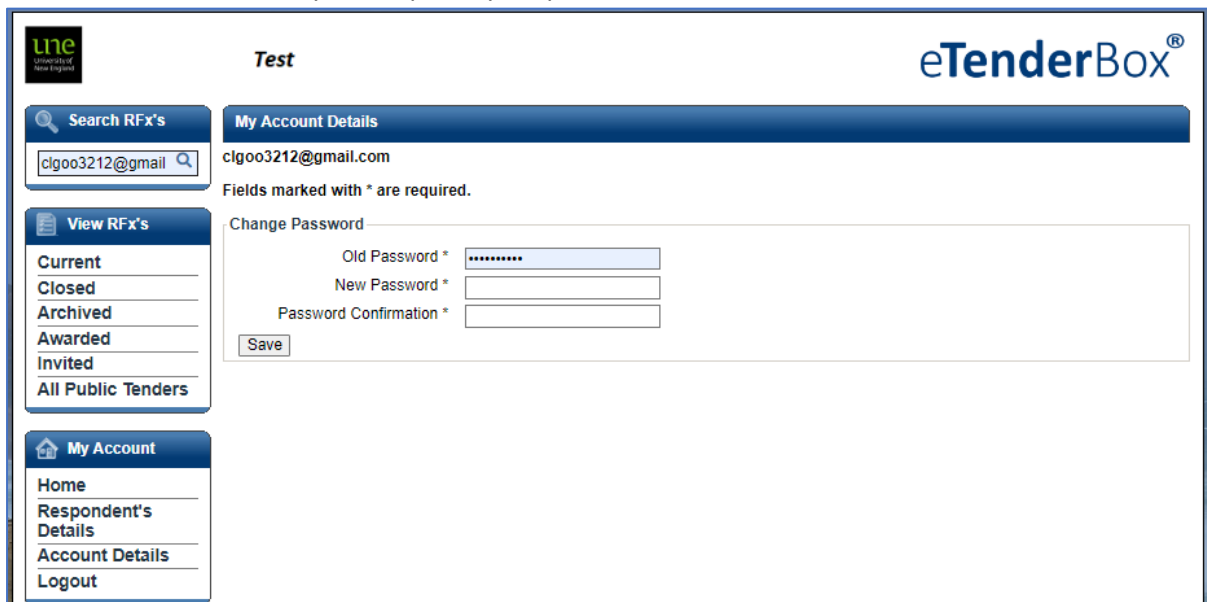 une
University of
New England
Test
eTenderBox®
Search RFx's
clgoo3212@gmail
View RFx's
Current
Closed
Archived
Awarded
Invited
All Public Tenders
My Account
Home
Respondent's
Details
Account Details
Logout
My Account Details
clgoo3212@gmail.com
Fields marked with * are required.
Change Password
Old Password * ••••••••••
New Password *
Password Confirmation *
Save